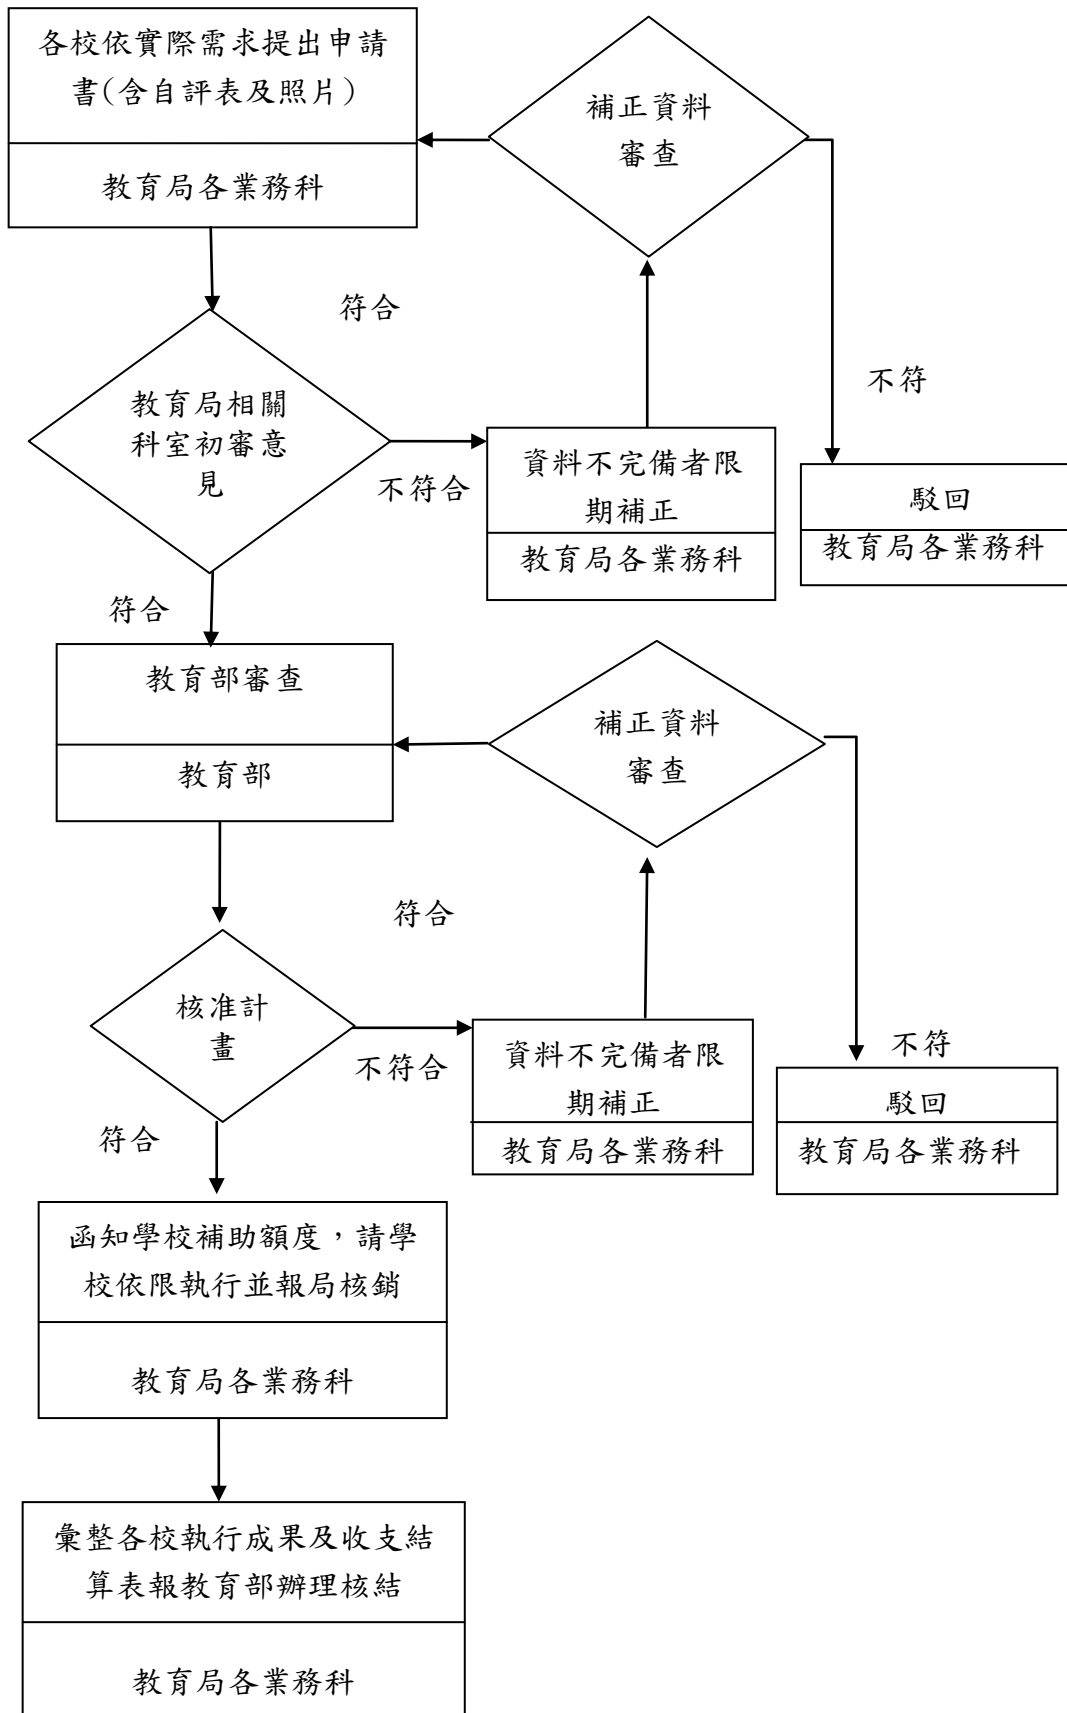 各校依實際需求提出申請
書(含自評表及照片)
教育局各業務科
補正資料
審查
符合
不符
教育局相關
科室初審意
見
不符合
資料不完備者限
期補正
教育局各業務科
駁回
教育局各業務科
符合
教育部審查
教育部
補正資料
審查
符合
核准計
畫
不符合
資料不完備者限
期補正
教育局各業務科
不符
駁回
教育局各業務科
符合
函知學校補助額度，請學
校依限執行並報局核銷
教育局各業務科
彙整各校執行成果及收支結
算表報教育部辦理核結
教育局各業務科